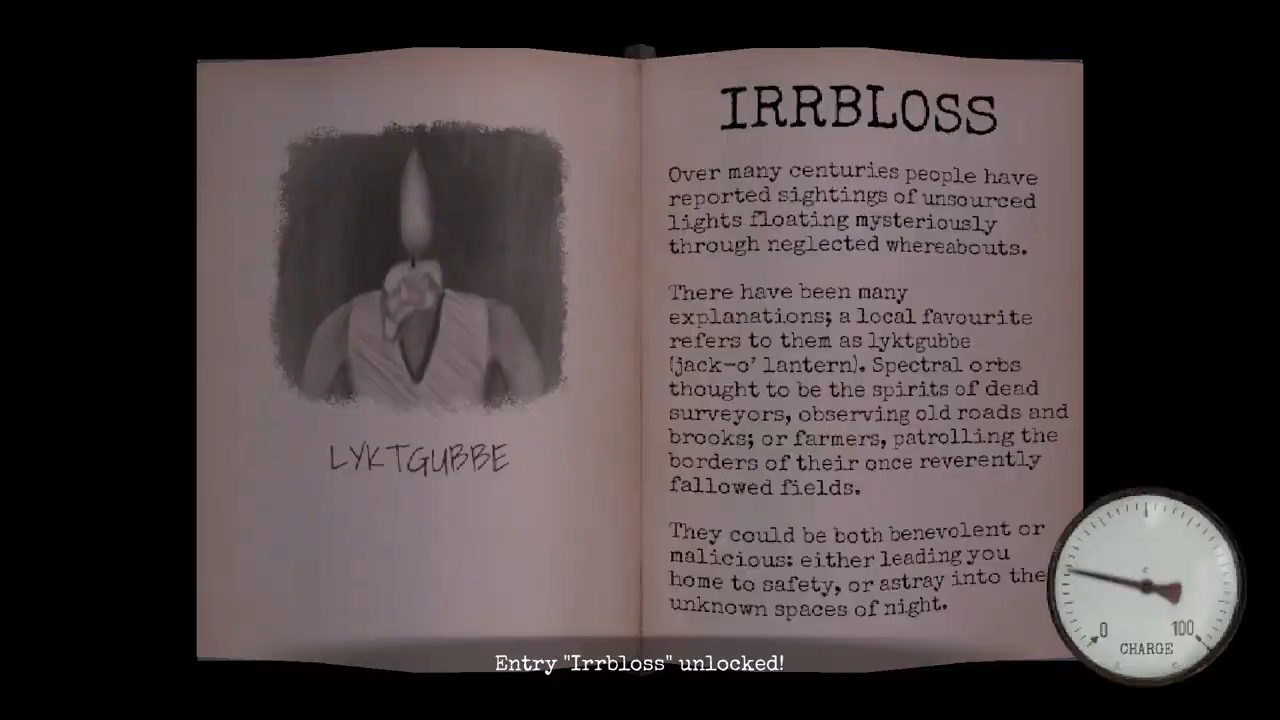 IRRBLOSS
Over many centuries people have
reported sightings of unsourced
lights floating mysteriously
through neglected whereabouts.
There have been many
explanations; a local favourite
refers to them as lyktgubbe
(jack-o' lantern). Spectral orbs
thought to be the spirits of dead
surveyors, observing old roads and
brooks; or farmers, patrolling the
borders of their once reverently
fallowed fields.
They could be both benevolent or
malicious: either leading you
home to safety, or astray into the
unknown spaces of night.
LYKTGUBBE
Entry "Irrbloss" unlocked!
0
100
CHARGE